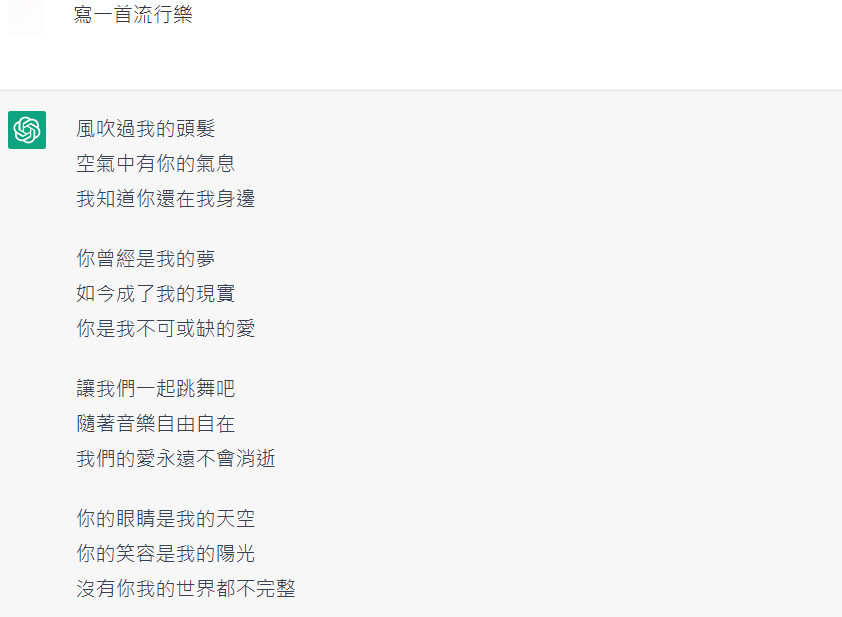 寫一首流行樂
風吹過我的頭髮
空氣中有你的氣息
我知道你還在我身邊
你曾經是我的夢
如今成了我的現實
你是我不可或缺的愛
讓我們一起跳舞吧
隨著音樂自由自在
我們的愛永遠不會消逝
你的眼睛是我的天空
你的笑容是我的陽光
沒有你我的世界都不完整